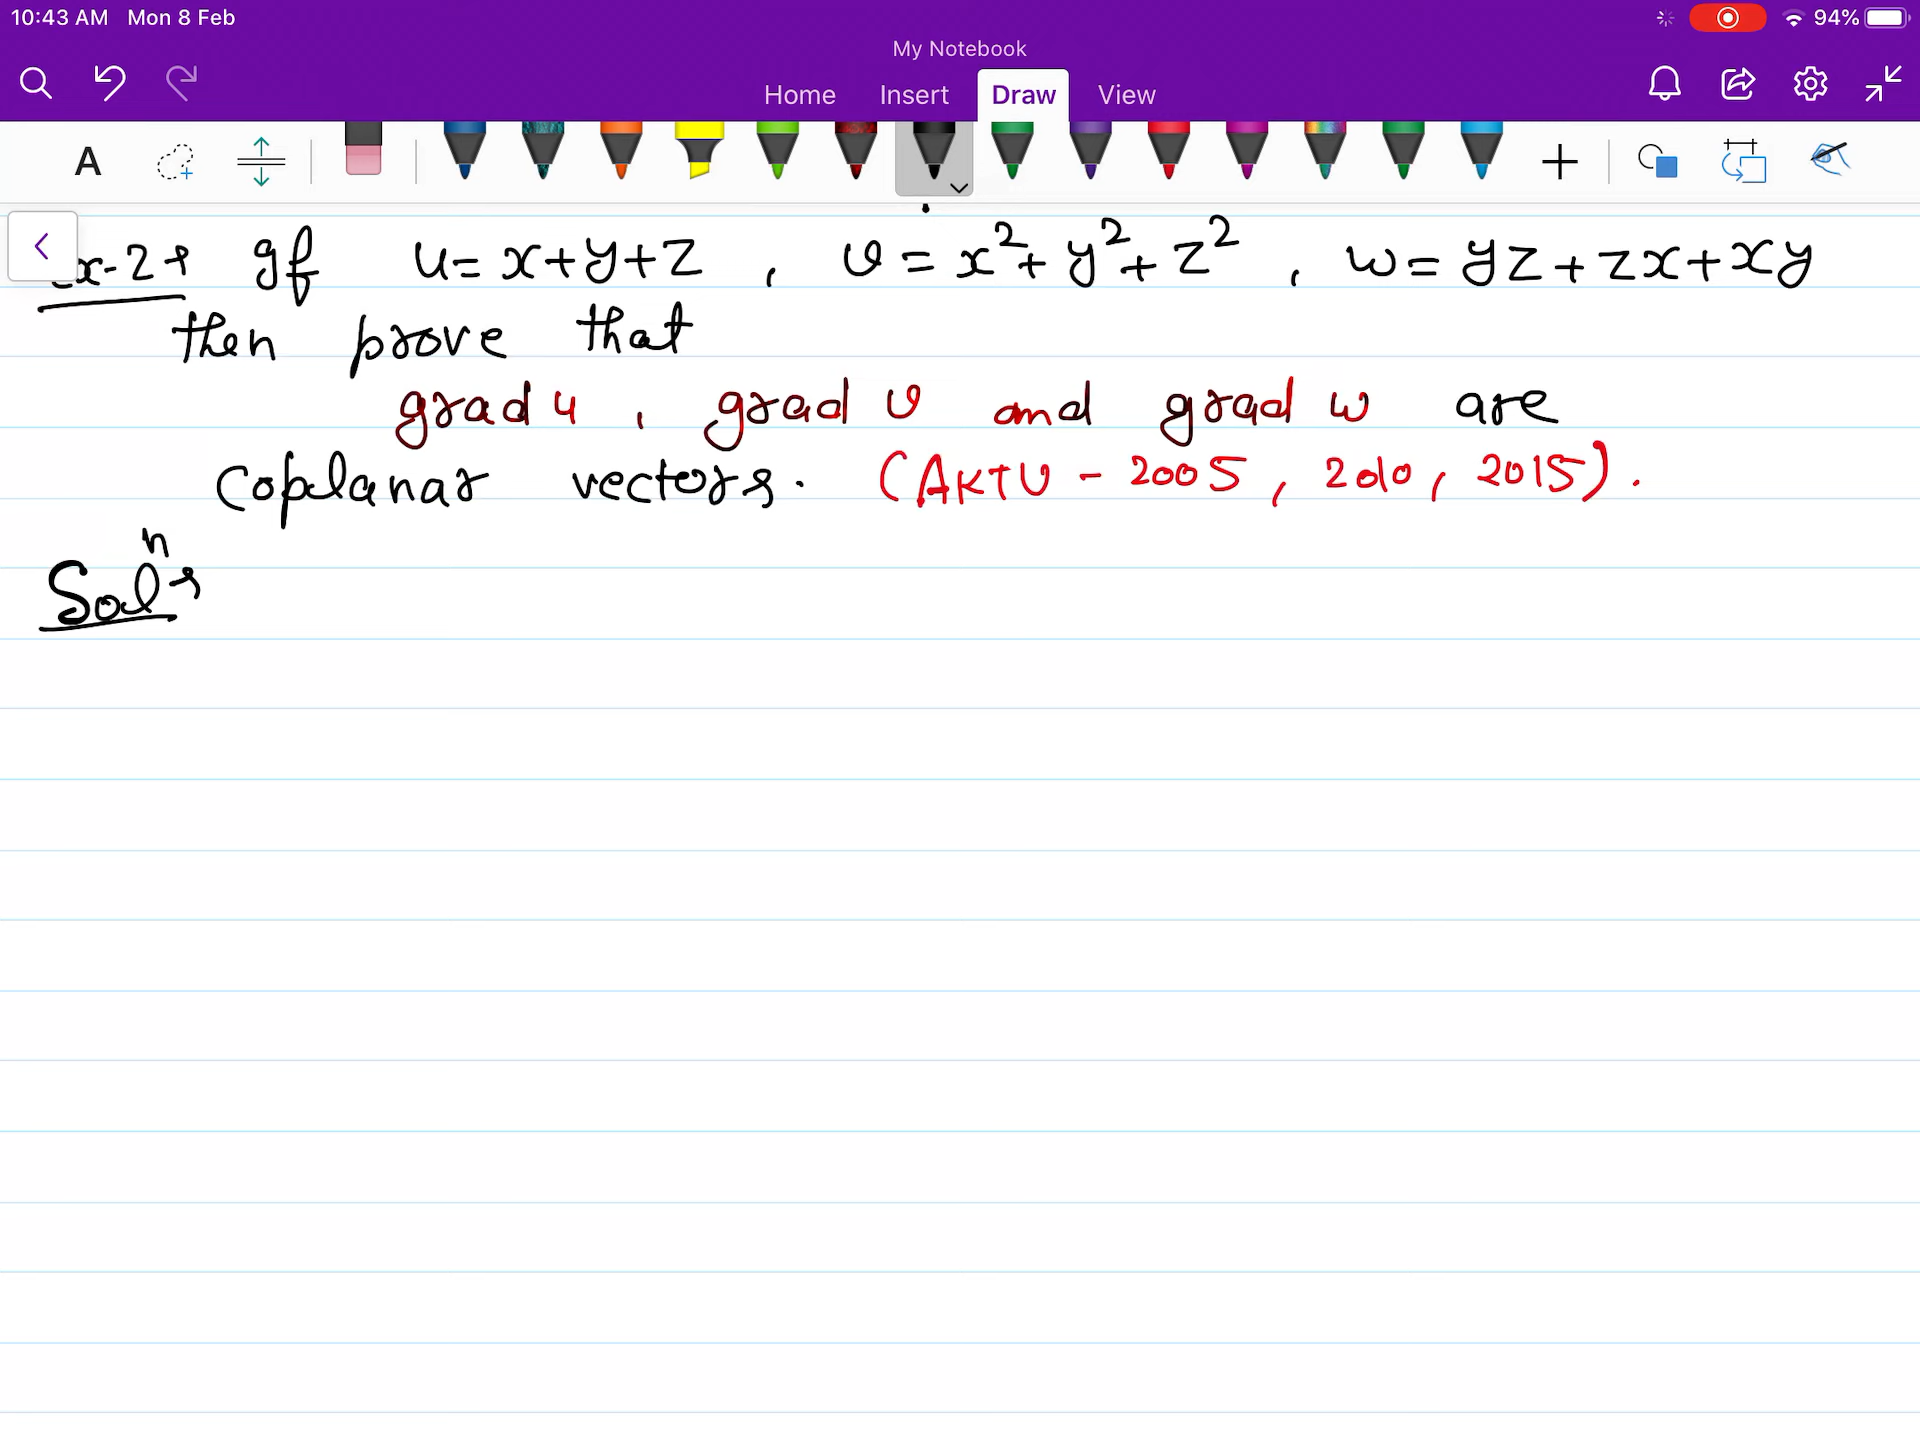 10:43 AM Mon 8 Feb 94%
My Notebook
Home Insert Draw View
A
x-2 If u= x+y+z , v = x²+ y²+ z² , w= yz+zx+xy
then prove that
grad u , grad v and grad w are
coplanar vectors. (AKTU - 2005, 2010, 2015).
Solⁿ